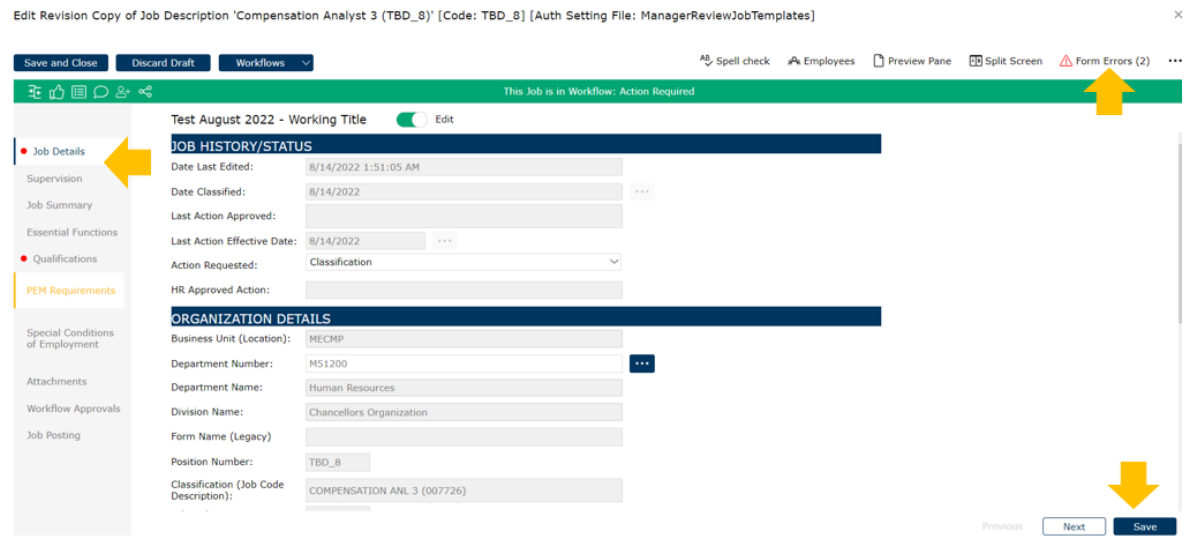 Edit Revision Copy of Job Description 'Compensation Analyst 3 (TBD_8)' [Code: TBD_8] [Auth Setting File: ManagerReviewJobTemplates]
Save and Close Discard Draft Workflows Spell check Employees Preview Pane Split Screen Form Errors (2)
This Job is in Workflow: Action Required
Test August 2022 - Working Title Edit
Job Details
Supervision
Job Summary
Essential Functions
Qualifications
PEM Requirements
Special Conditions
of Employment
Attachments
Workflow Approvals
Job Posting
JOB HISTORY/STATUS
Date Last Edited: 8/14/2022 1:51:05 AM
Date Classified: 8/14/2022
Last Action Approved:
Last Action Effective Date: 8/14/2022
Action Requested: Classification
HR Approved Action:
ORGANIZATION DETAILS
Business Unit (Location): MECMP
Department Number: M51200
Department Name: Human Resources
Division Name: Chancellors Organization
Form Name (Legacy)
Position Number: TBD_8
Classification (Job Code
Description): COMPENSATION ANL 3 (007726)
Previous Next Save